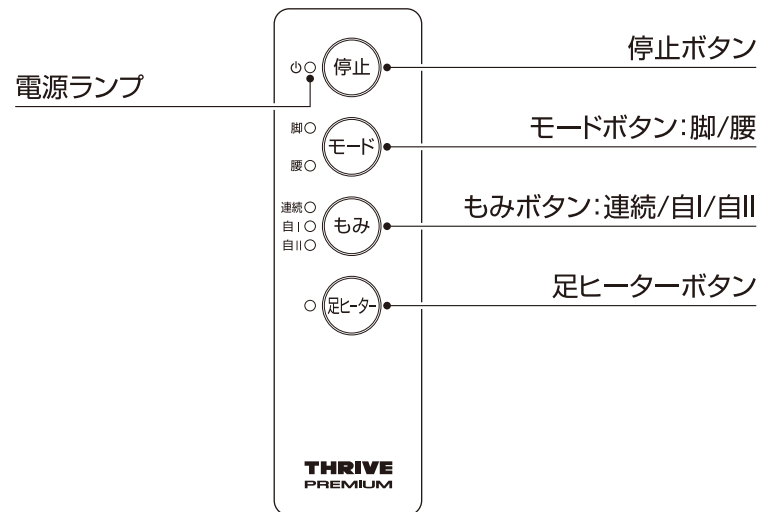 停止ボタン
停止
電源ランプ
脚
モードボタン：脚/腰
モード
腰
連続
もみボタン：連続/自I/自II
自I
もみ
自II
足ヒーターボタン
足ヒーター
THRIVE
PREMIUM